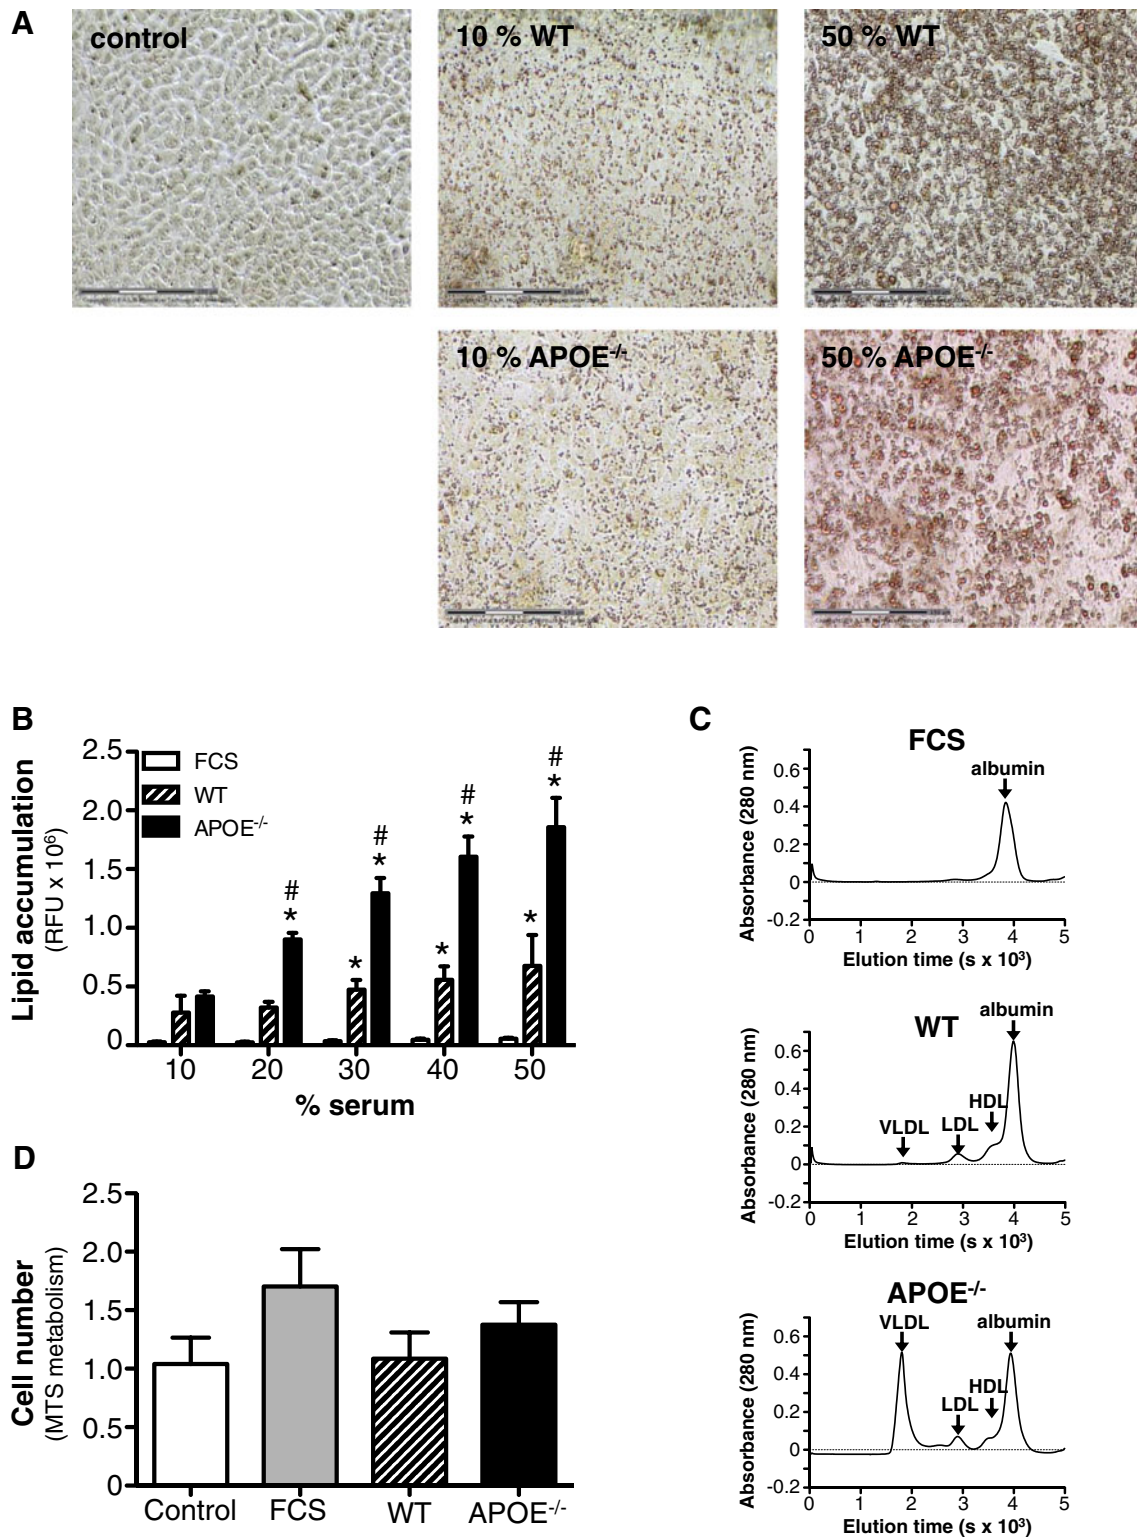 A
control
10 % WT
50 % WT
10 % APOE-/-
50 % APOE-/-
B
Lipid accumulation
(RFU x 10⁶)
2.5
2.0
1.5
1.0
0.5
0
FCS
WT
APOE-/-
#
*
#
*
*
#
*
*
#
*
*
10 20 30 40 50
% serum
C
FCS
albumin
Absorbance (280 nm)
0.6
0.4
0.2
0
-0.2
0 1 2 3 4 5
Elution time (s x 10³)
WT
albumin
HDL
LDL
VLDL
Absorbance (280 nm)
0.6
0.4
0.2
0
-0.2
0 1 2 3 4 5
Elution time (s x 10³)
APOE-/-
VLDL
albumin
HDL
LDL
Absorbance (280 nm)
0.6
0.4
0.2
0
0.2
0 1 2 3 4 5
Elution time (s x 10³)
D
Cell number
(MTS metabolism)
2.5
2.0
1.5
1.0
0.5
0
Control FCS WT APOE-/-